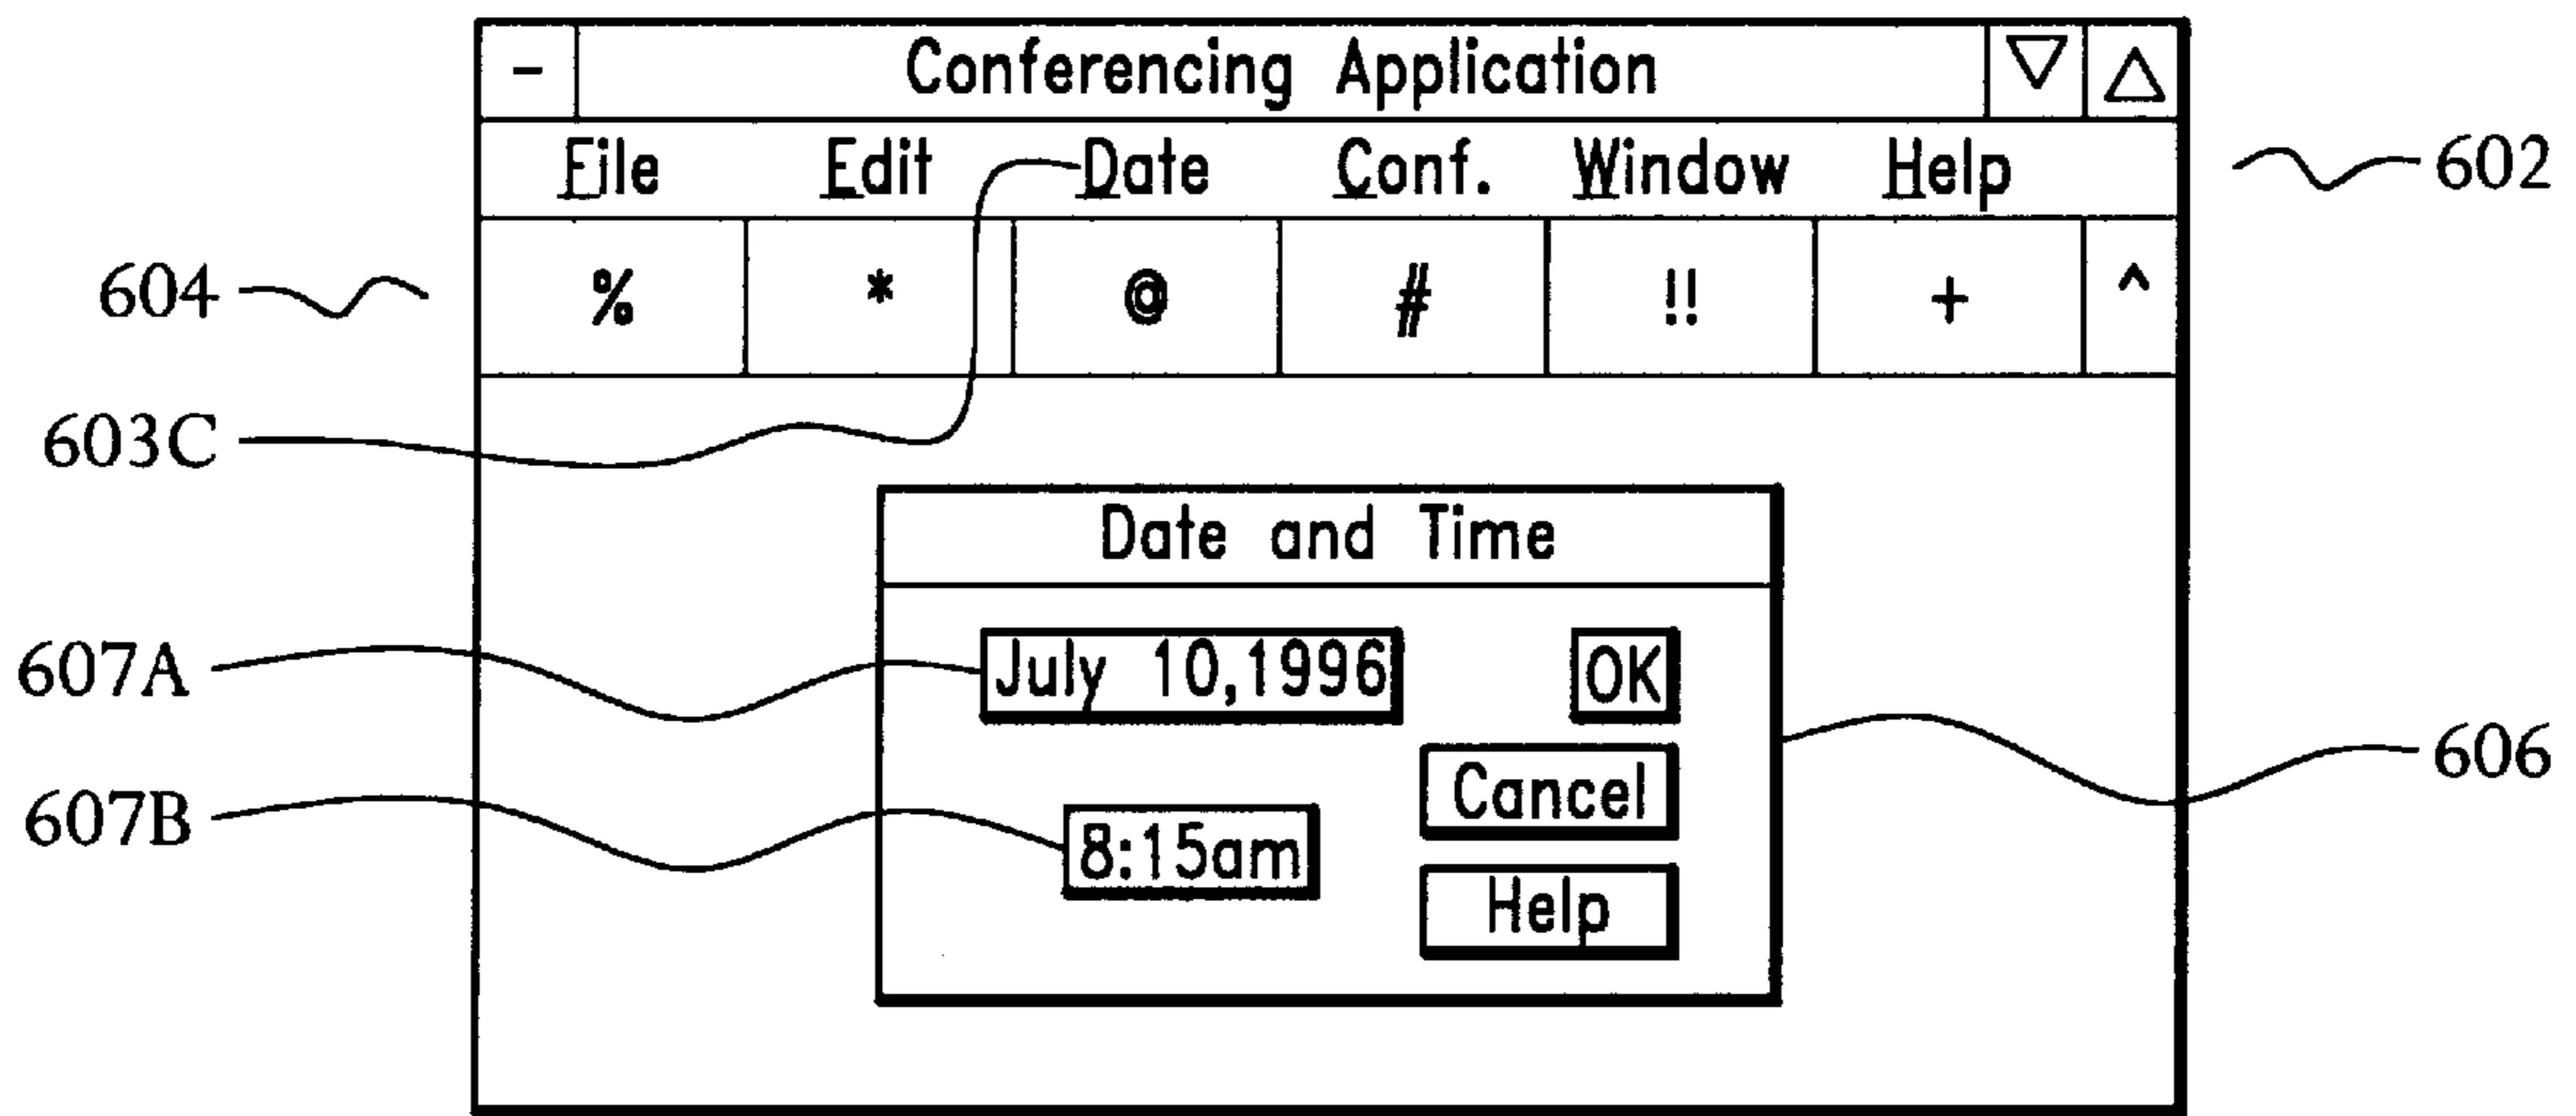 - Conferencing Application
File Edit Date Conf. Window Help
602
604
% * @ # !! + ^
603C
Date and Time
607A
July 10,1996 OK
606
Cancel
607B
8:15am
Help